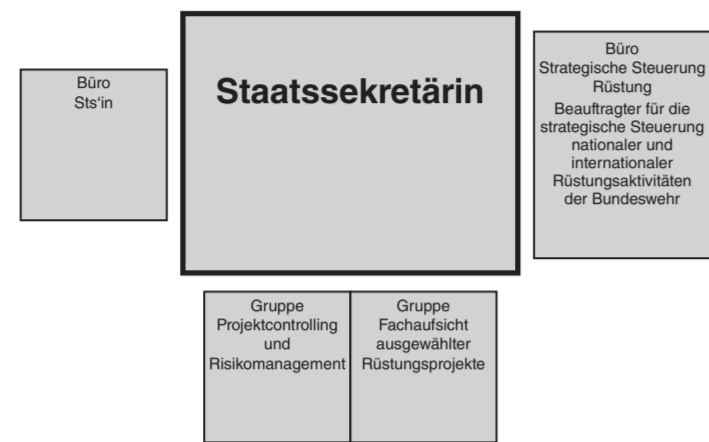 Büro
Sts'in
Staatssekretärin
Büro
Strategische Steuerung
Rüstung
Beauftragter für die
strategische Steuerung
nationaler und
internationaler
Rüstungsaktivitäten
der Bundeswehr
Gruppe
Projektcontrolling
und
Risikomanagement
Gruppe
Fachaufsicht
ausgewählter
Rüstungsprojekte